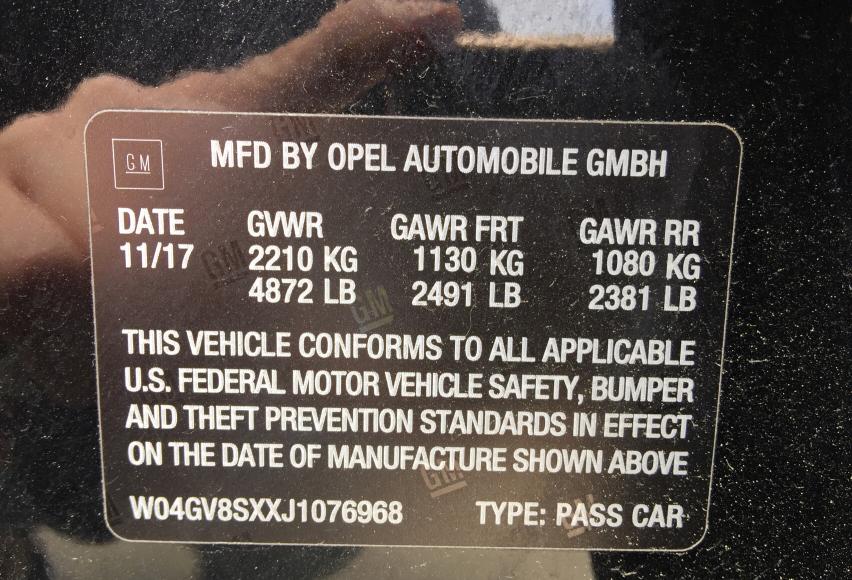 GM
MFD BY OPEL AUTOMOBILE GMBH
DATE GVWR GAWR FRT GAWR RR
11/17 2210 KG 1130 KG 1080 KG
4872 LB 2491 LB 2381 LB
THIS VEHICLE CONFORMS TO ALL APPLICABLE
U.S. FEDERAL MOTOR VEHICLE SAFETY, BUMPER
AND THEFT PREVENTION STANDARDS IN EFFECT
ON THE DATE OF MANUFACTURE SHOWN ABOVE
W04GV8SXXJ1076968 TYPE: PASS CAR